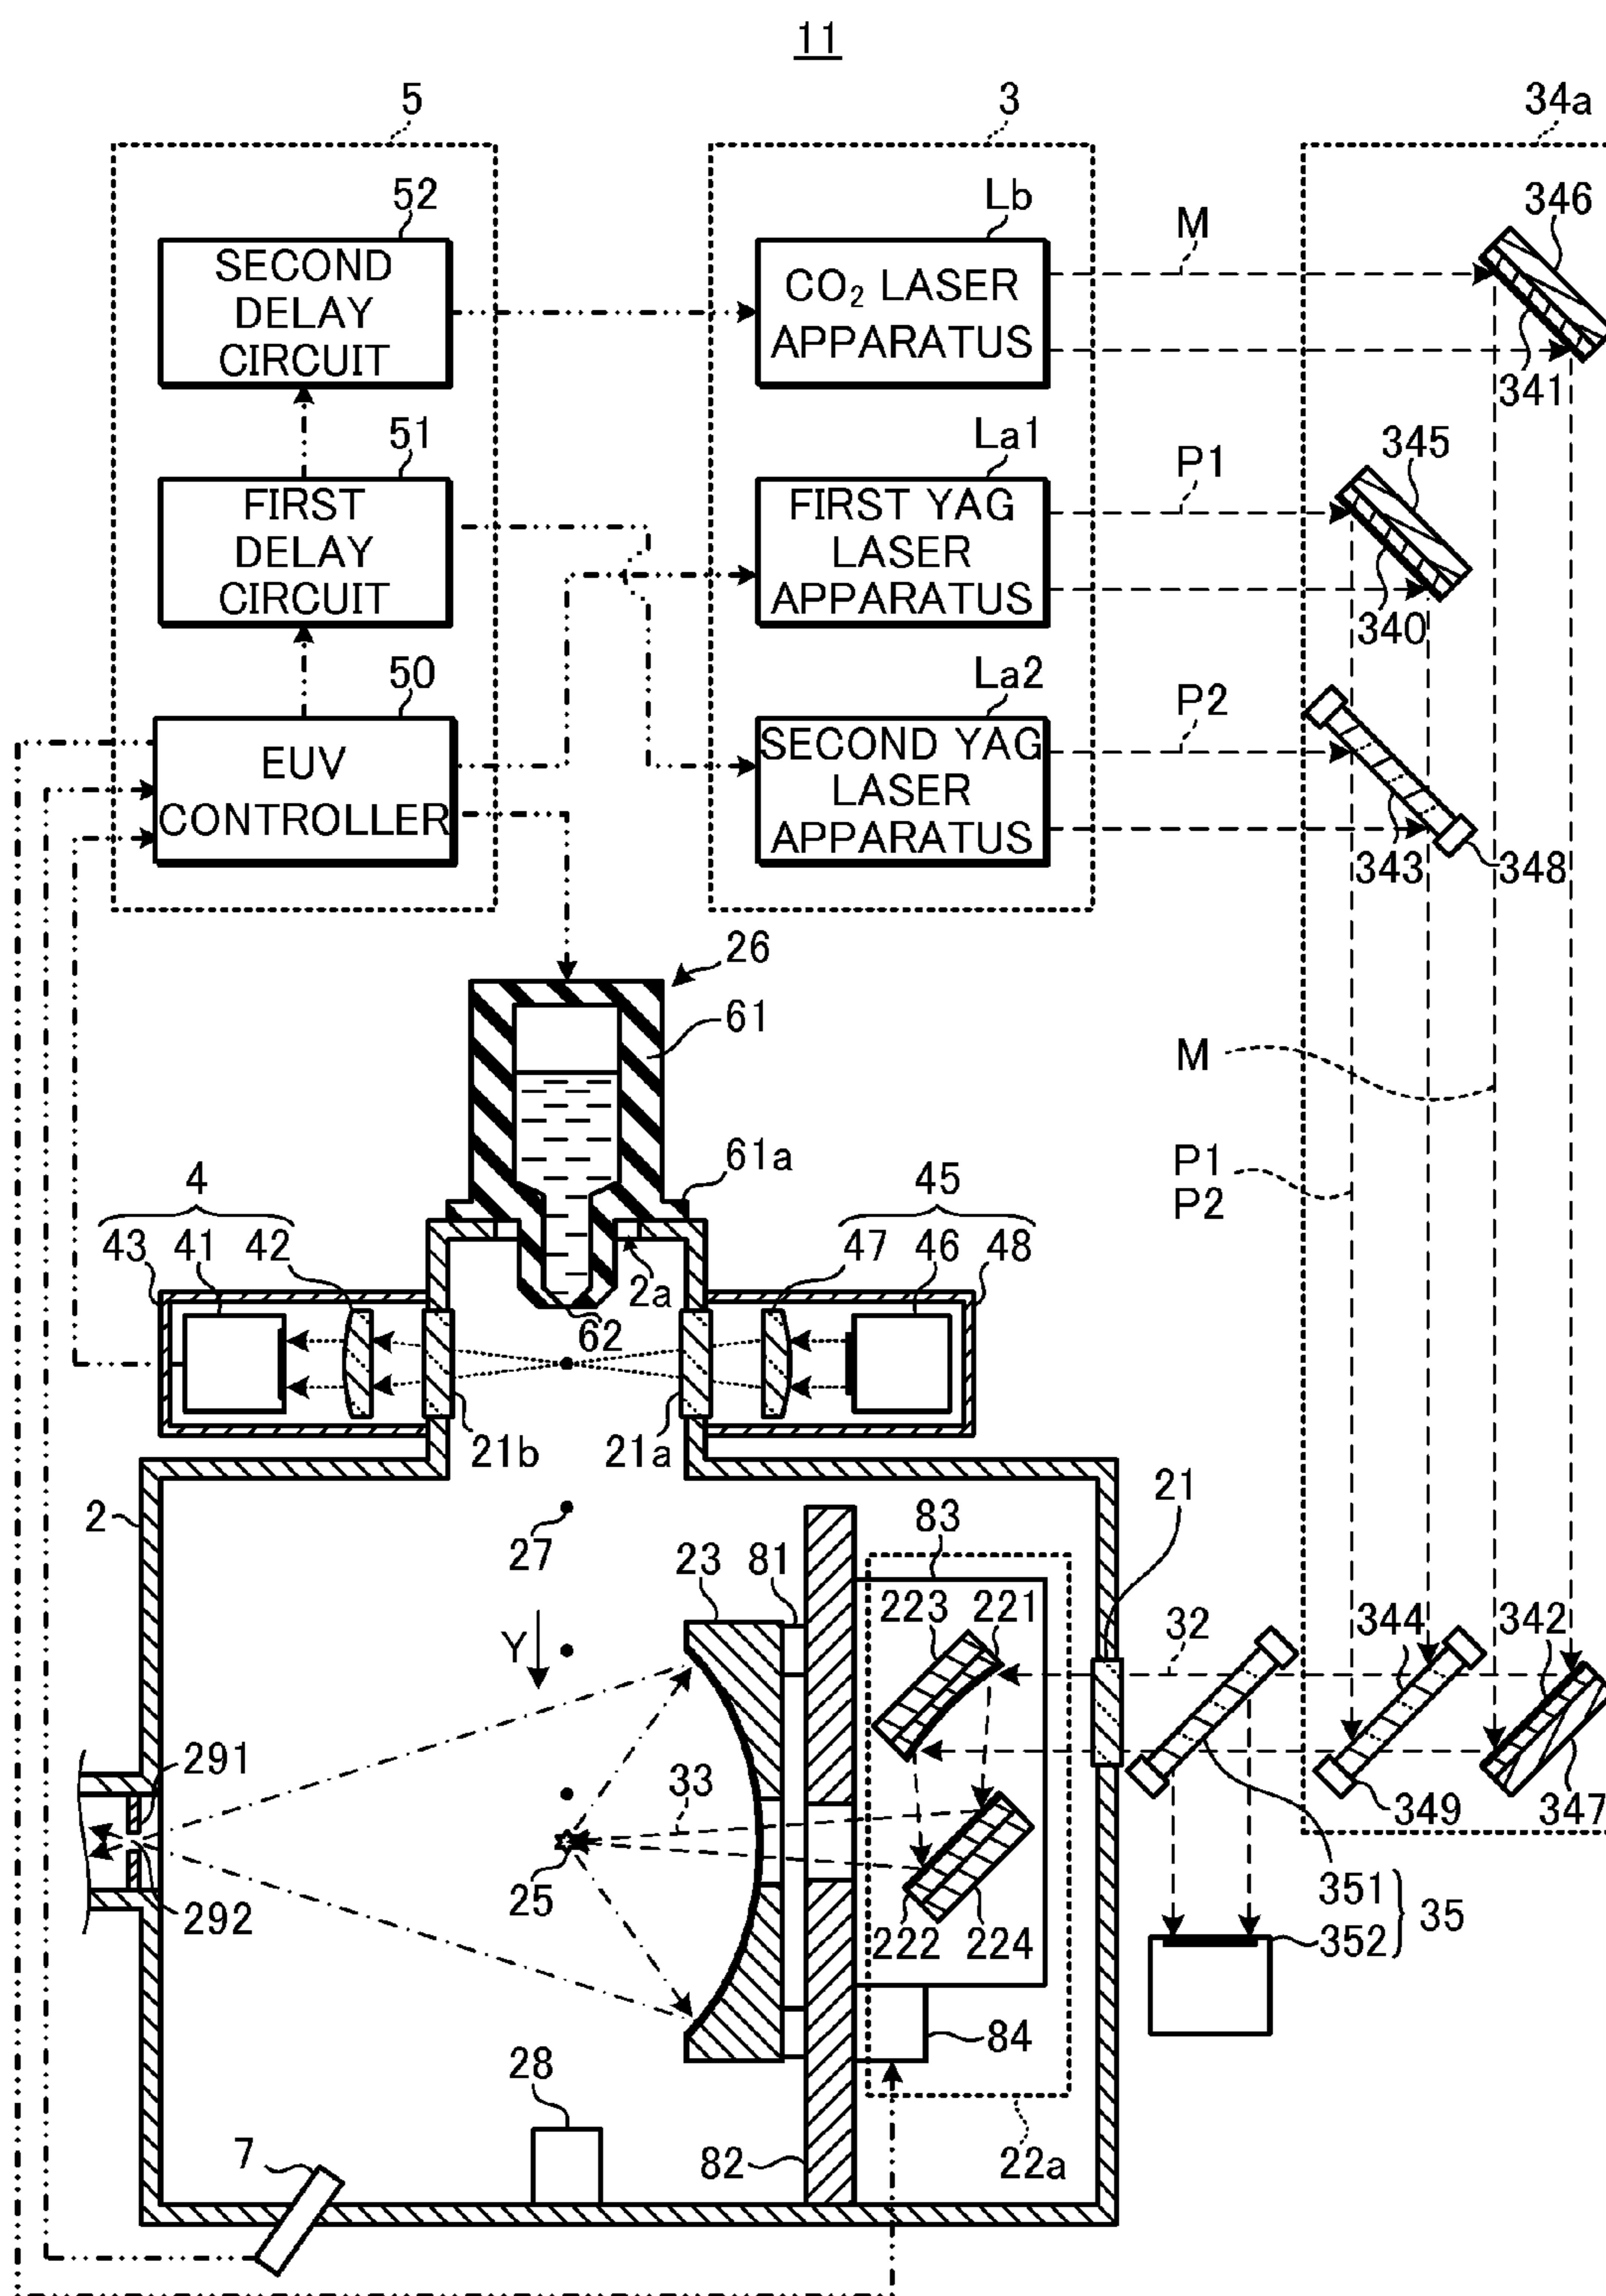 11
5
3
34a
52
Lb
M
346
SECOND
DELAY
CIRCUIT
CO₂ LASER
APPARATUS
341
51
La1
P1
345
FIRST
DELAY
CIRCUIT
FIRST YAG
LASER
APPARATUS
340
50
La2
P2
EUV
CONTROLLER
SECOND YAG
LASER
APPARATUS
343
348
26
61
M
61a
P1
P2
4
45
43 41 42
47 46 48
2a
62
21b
21a
2
27
23
81
83
21
223
221
32
344
342
Y
291
33
349
347
25
292
222
224
351
352
35
84
28
7
82
22a